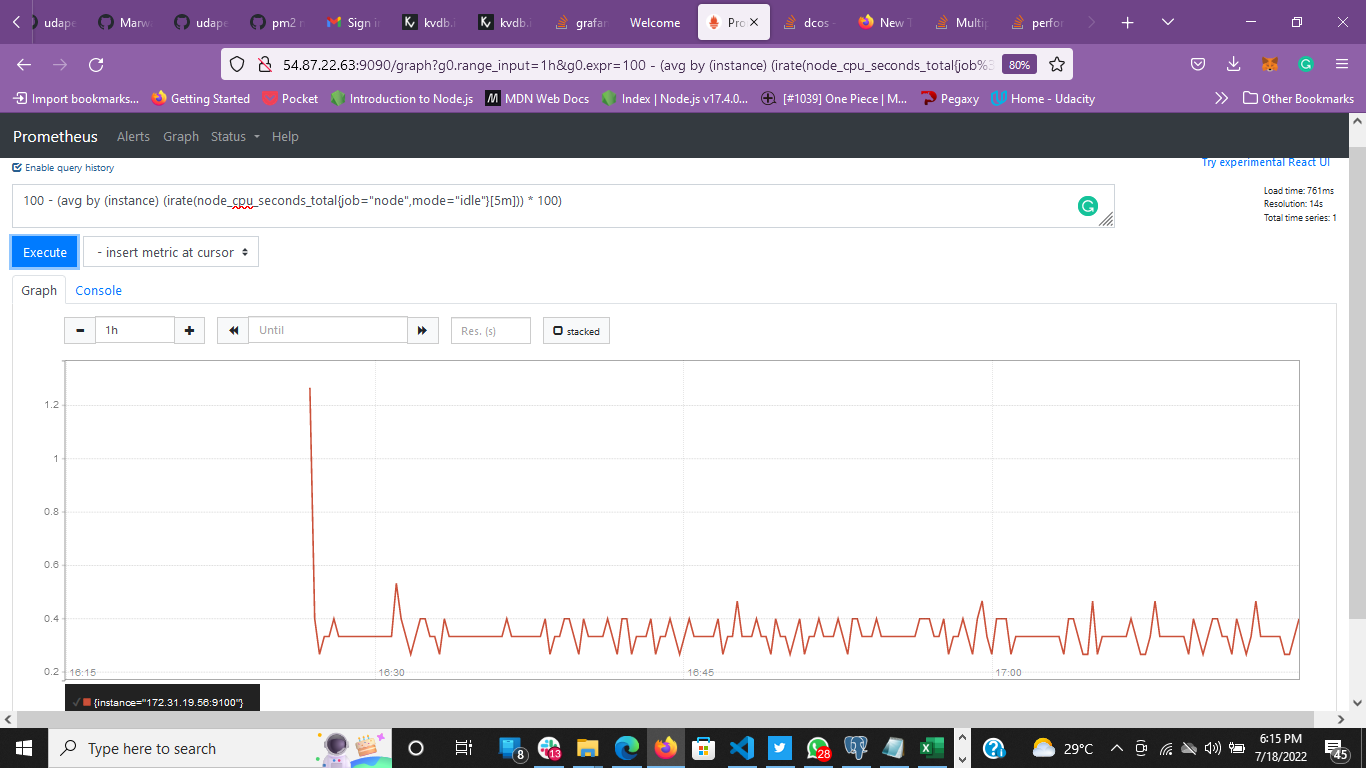 udape Marwa udape pm2 n Sign i kvdb.i kvdb. grafan Welcome Pro dcos - New T Multip perfor
54.87.22.63:9090/graph?g0.range_input=1h&g0.expr=100 - (avg by (instance) (irate(node_cpu_seconds_total{job%3 80%
Import bookmarks... Getting Started Pocket Introduction to Node.js MDN Web Docs Index | Node.js v17.4.0... [#1039] One Piece | M... Pegaxy Home - Udacity Other Bookmarks
Prometheus Alerts Graph Status Help
Enable query history Try experimental React UI
100 - (avg by (instance) (irate(node_cpu_seconds_total{job="node",mode="idle"}[5m])) * 100)
Load time: 761ms
Resolution: 14s
Total time series: 1
Execute - insert metric at cursor
Graph Console
1h Until Res. (s) stacked
1.2
1
0.8
0.6
0.4
0.2
16:15 16:30 16:45 17:00
{instance="172.31.19.56:9100"}
Type here to search 8 13 28 29°C 6:15 PM
7/18/2022 45